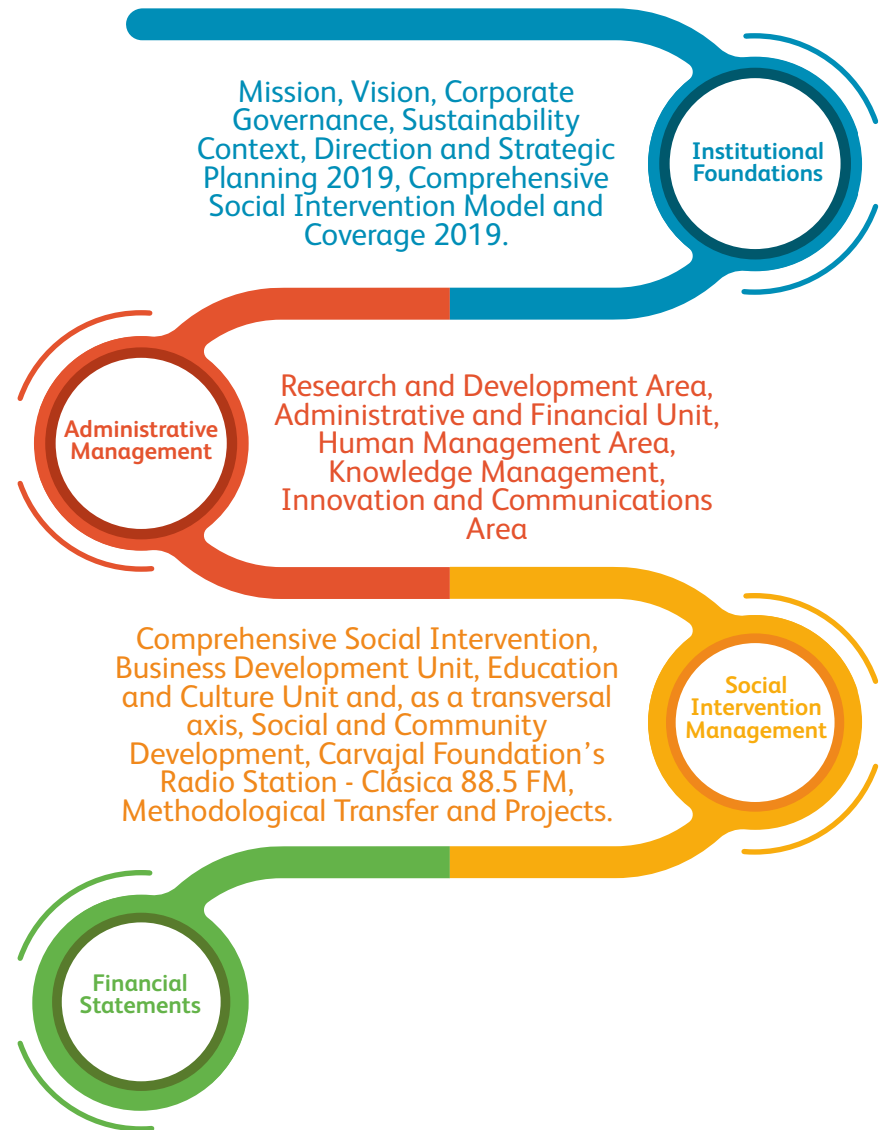 Mission, Vision, Corporate
Governance, Sustainability
Context, Direction and Strategic
Planning 2019, Comprehensive
Social Intervention Model and
Coverage 2019.
Institutional
Foundations
Administrative
Management
Research and Development Area,
Administrative and Financial Unit,
Human Management Area,
Knowledge Management,
Innovation and Communications
Area
Comprehensive Social Intervention,
Business Development Unit, Education
and Culture Unit and, as a transversal
axis, Social and Community
Development, Carvajal Foundation’s
Radio Station - Clásica 88.5 FM,
Methodological Transfer and Projects.
Social
Intervention
Management
Financial
Statements